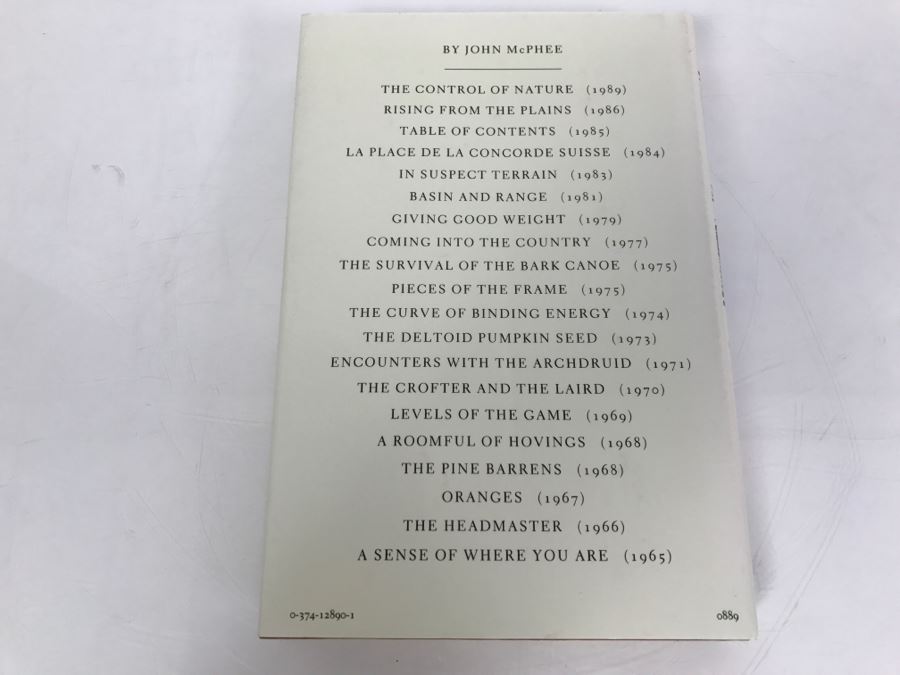 BY JOHN McPHEE
THE CONTROL OF NATURE (1989)
RISING FROM THE PLAINS (1986)
TABLE OF CONTENTS (1985)
LA PLACE DE LA CONCORDE SUISSE (1984)
IN SUSPECT TERRAIN (1983)
BASIN AND RANGE (1981)
GIVING GOOD WEIGHT (1979)
COMING INTO THE COUNTRY (1977)
THE SURVIVAL OF THE BARK CANOE (1975)
PIECES OF THE FRAME (1975)
THE CURVE OF BINDING ENERGY (1974)
THE DELTOID PUMPKIN SEED (1973)
ENCOUNTERS WITH THE ARCHDRUID (1971)
THE CROFTER AND THE LAIRD (1970)
LEVELS OF THE GAME (1969)
A ROOMFUL OF HOVINGS (1968)
THE PINE BARRENS (1968)
ORANGES (1967)
THE HEADMASTER (1966)
A SENSE OF WHERE YOU ARE (1965)
0-374-12890-1 0889